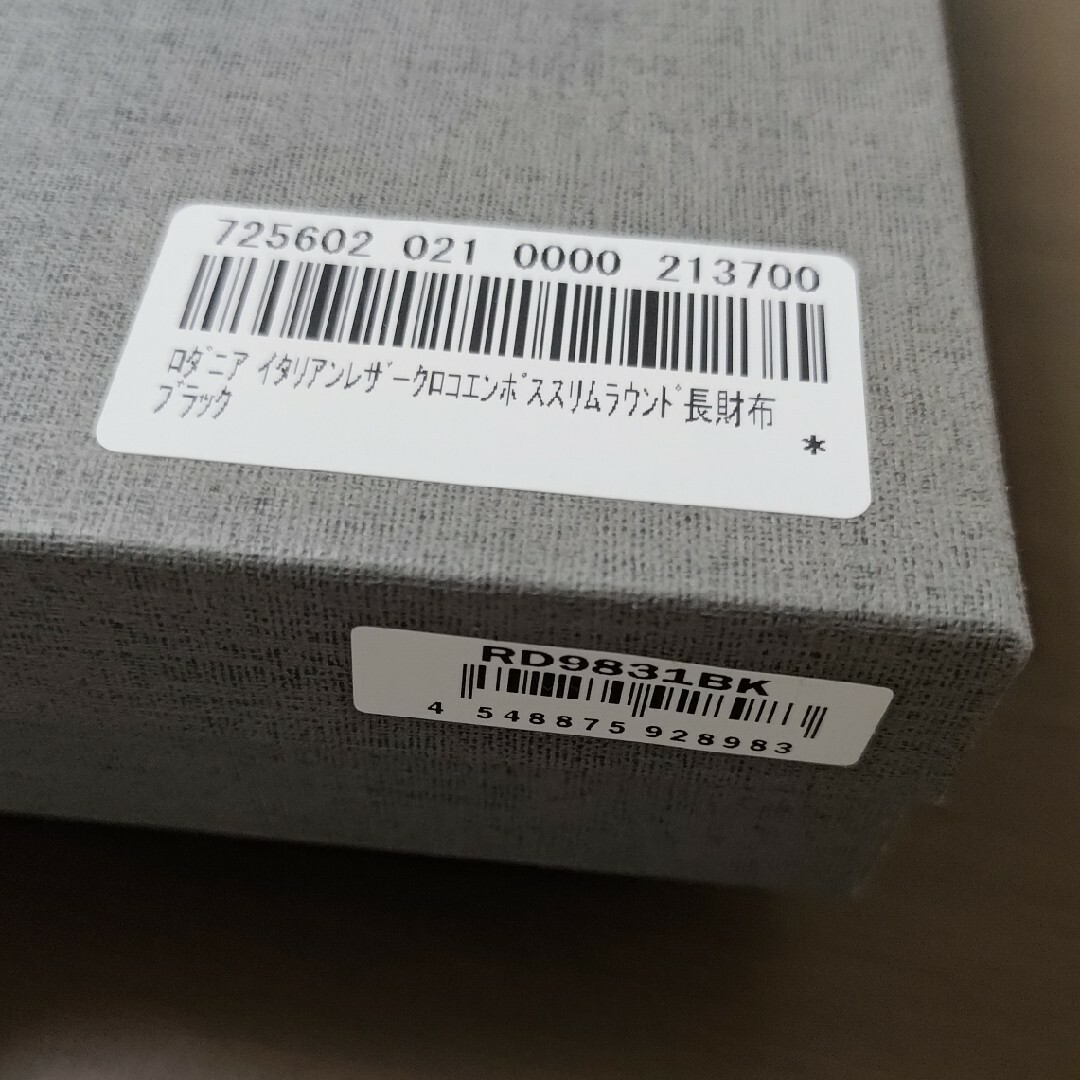 725602 021 0000 213700
ﾛﾀﾞﾆｱ ｲﾀﾘｱﾝﾚｻﾞｰｸﾛｺｴﾝﾎﾞｽｽﾘﾑﾗｳﾝﾄﾞ長財布
ﾌﾞﾗｯｸ
*
RD9831BK
4 548875 928983